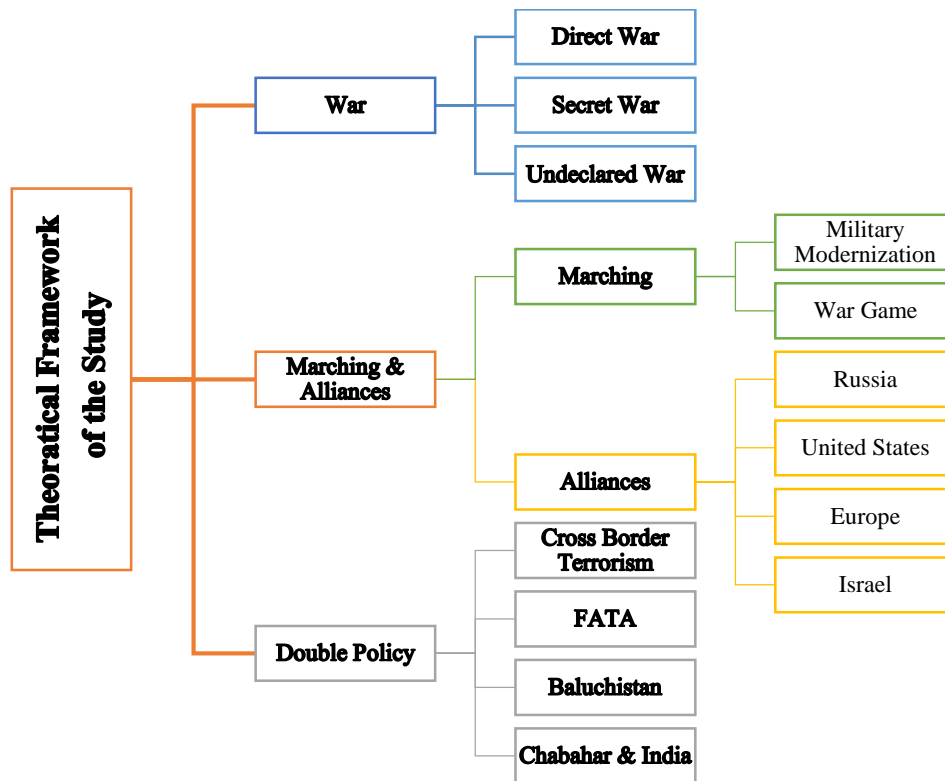 Theoratical Framework
of the Study
War
Direct War
Secret War
Undeclared War
Marching &
Alliances
Marching
Military
Modernization
War Game
Alliances
Russia
United States
Europe
Israel
Double Policy
Cross Border
Terrorism
FATA
Baluchistan
Chabahar & India